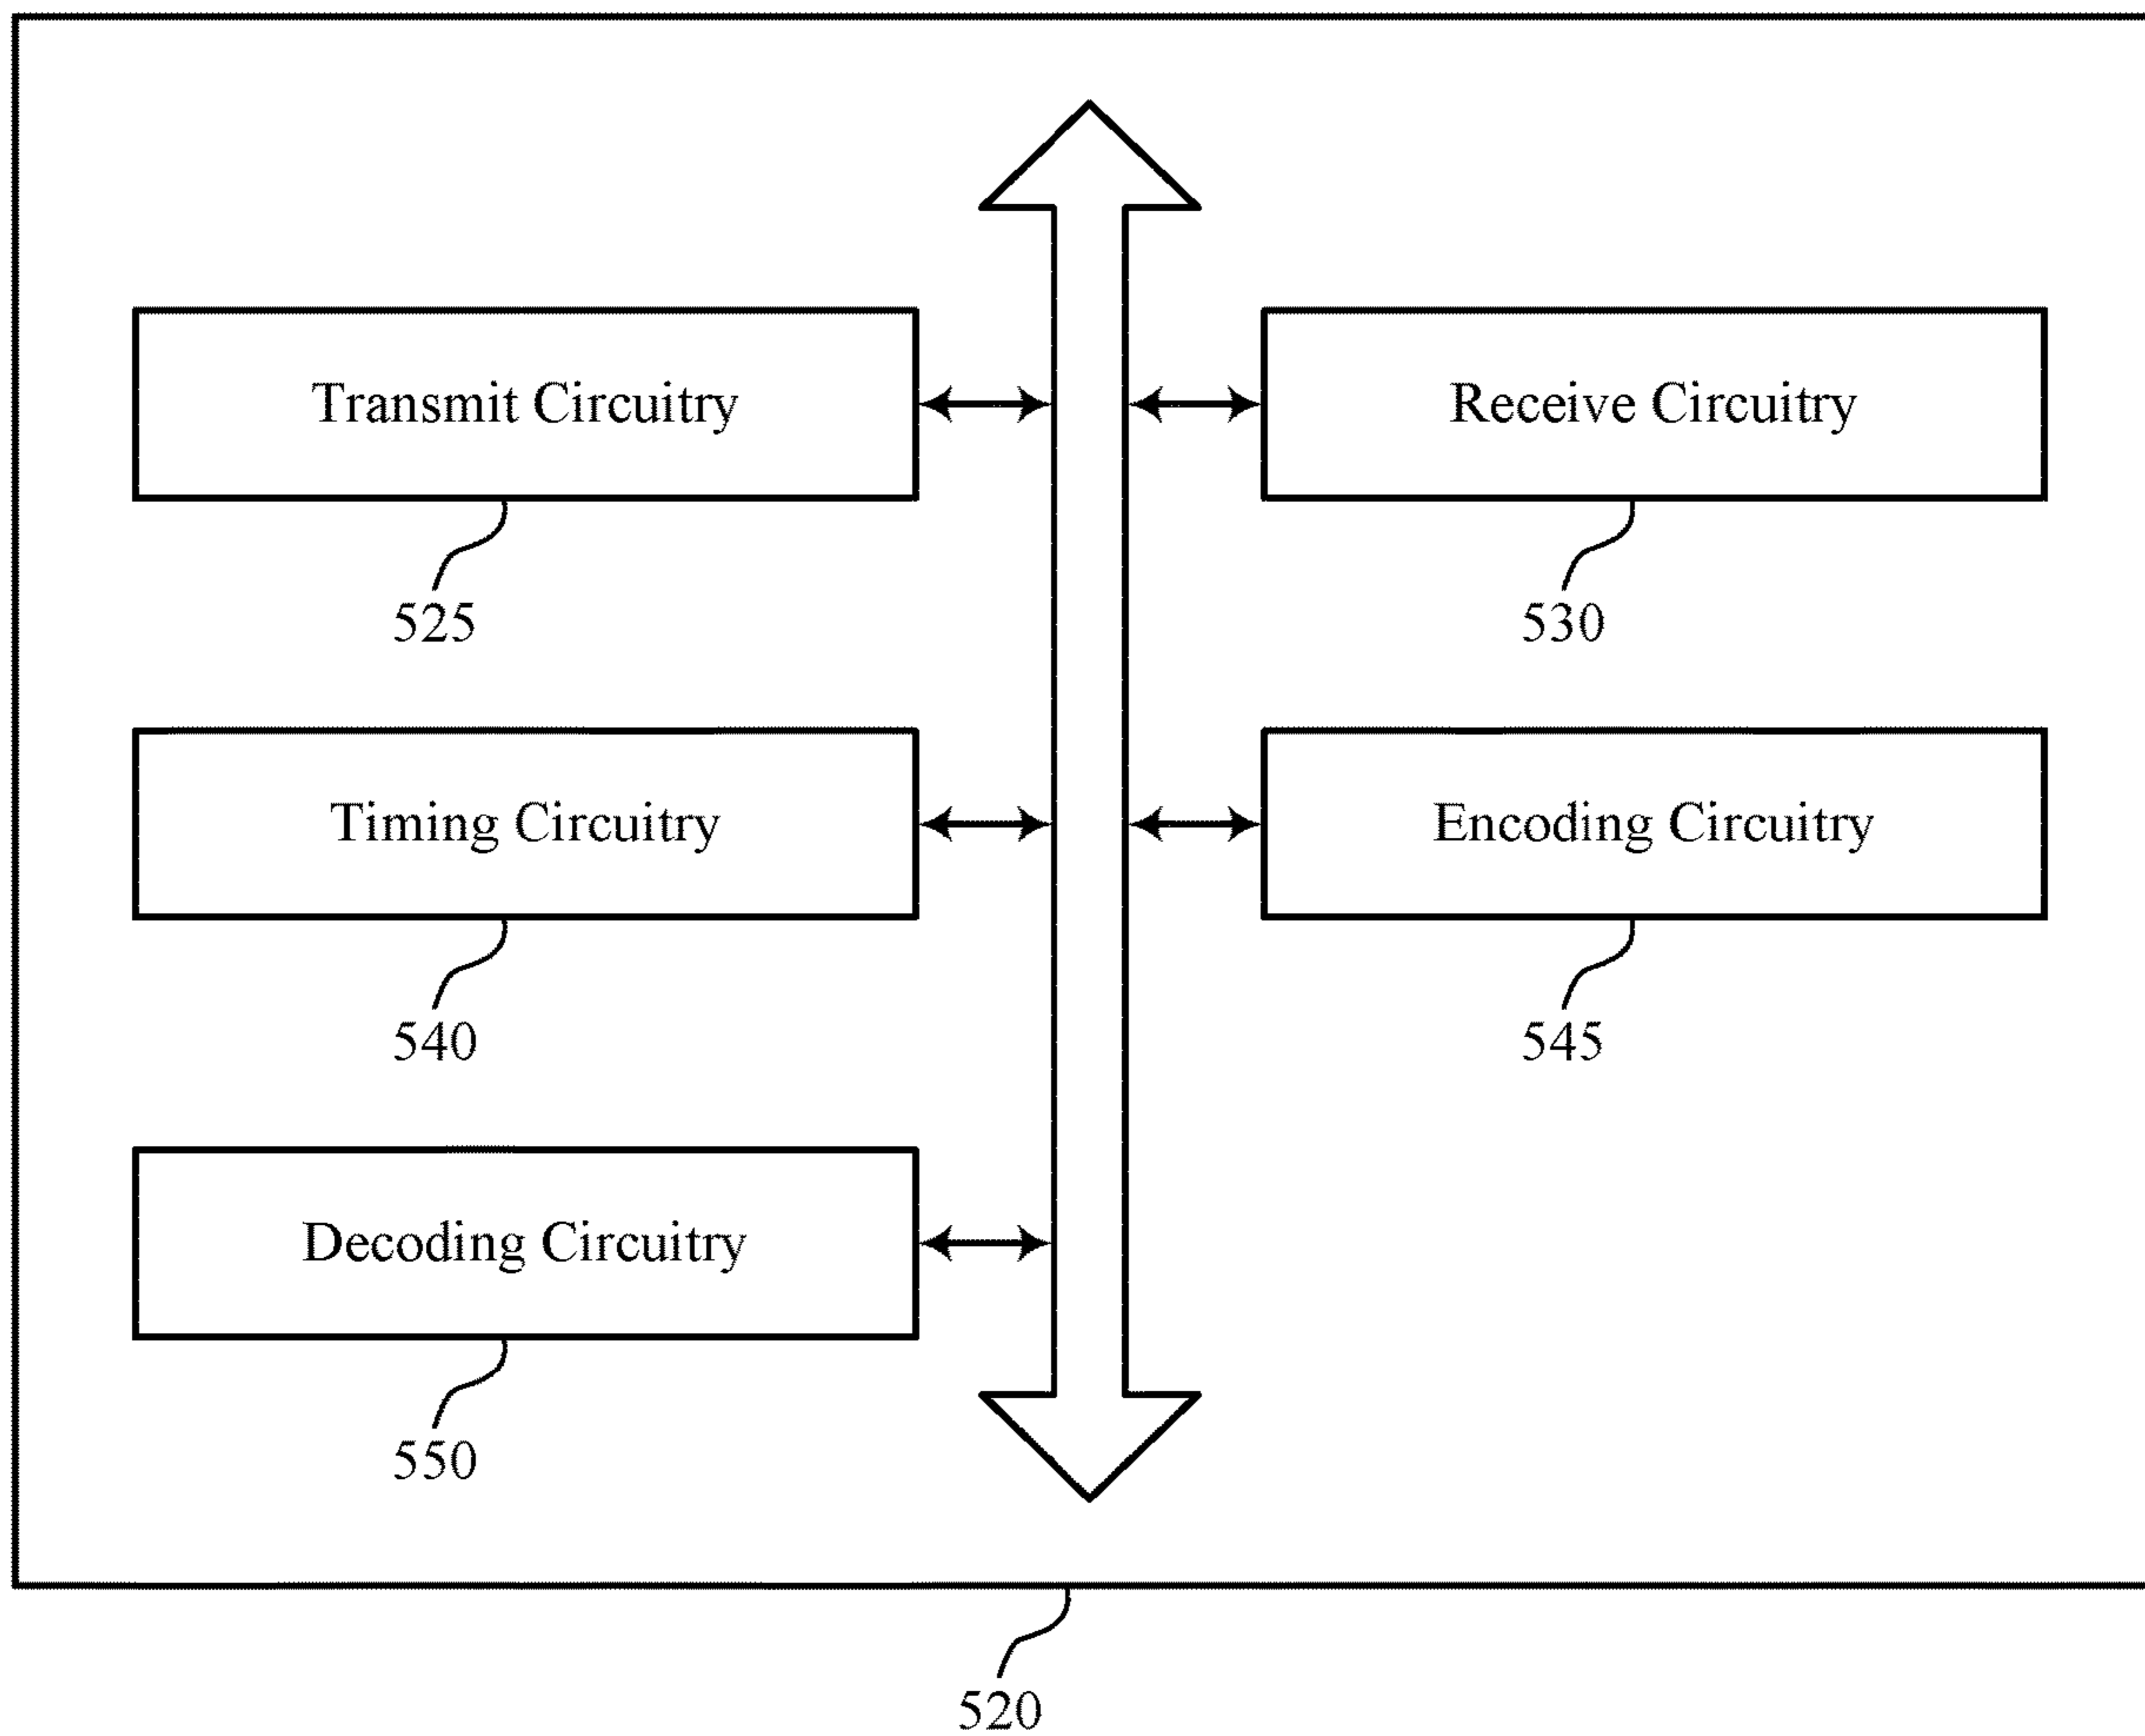 Transmit Circuitry
Receive Circuitry
525
530
Timing Circuitry
Encoding Circuitry
540
545
Decoding Circuitry
550
520